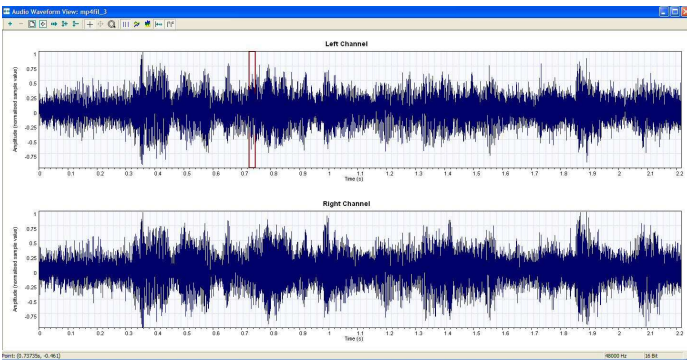 Audio Waveform View: mp4fil_3
Left Channel
Amplitude (normalized sample value)
1
0.75
0.5
0.25
0
-0.25
-0.5
-0.75
0 0.1 0.2 0.3 0.4 0.5 0.6 0.7 0.8 0.9 1 1.1 1.2 1.3 1.4 1.5 1.6 1.7 1.8 1.9 2 2.1 2.2
Time (s)
Right Channel
Amplitude (normalized sample value)
1
0.75
0.5
0.25
0
-0.25
-0.5
-0.75
0 0.1 0.2 0.3 0.4 0.5 0.6 0.7 0.8 0.9 1 1.1 1.2 1.3 1.4 1.5 1.6 1.7 1.8 1.9 2 2.1 2.2
Time (s)
Point: (0.73735s, -0.461) 48000 Hz 16 Bit